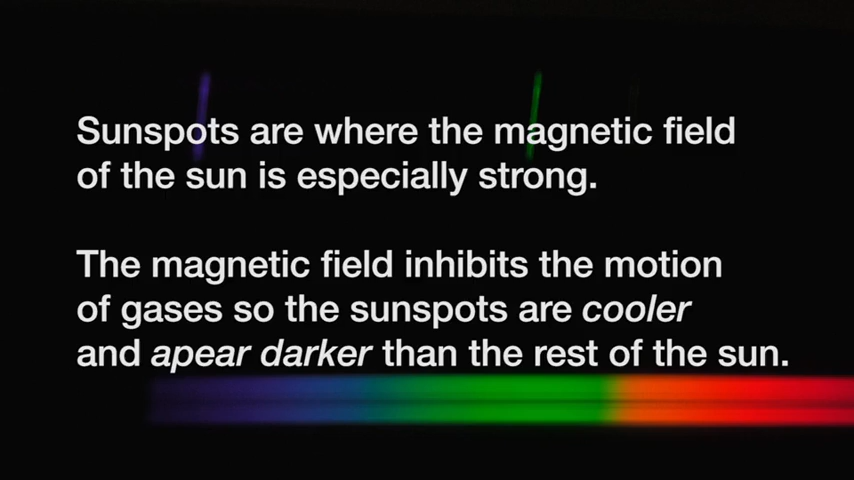 Sunspots are where the magnetic field
of the sun is especially strong.
The magnetic field inhibits the motion
of gases so the sunspots are cooler
and apear darker than the rest of the sun.